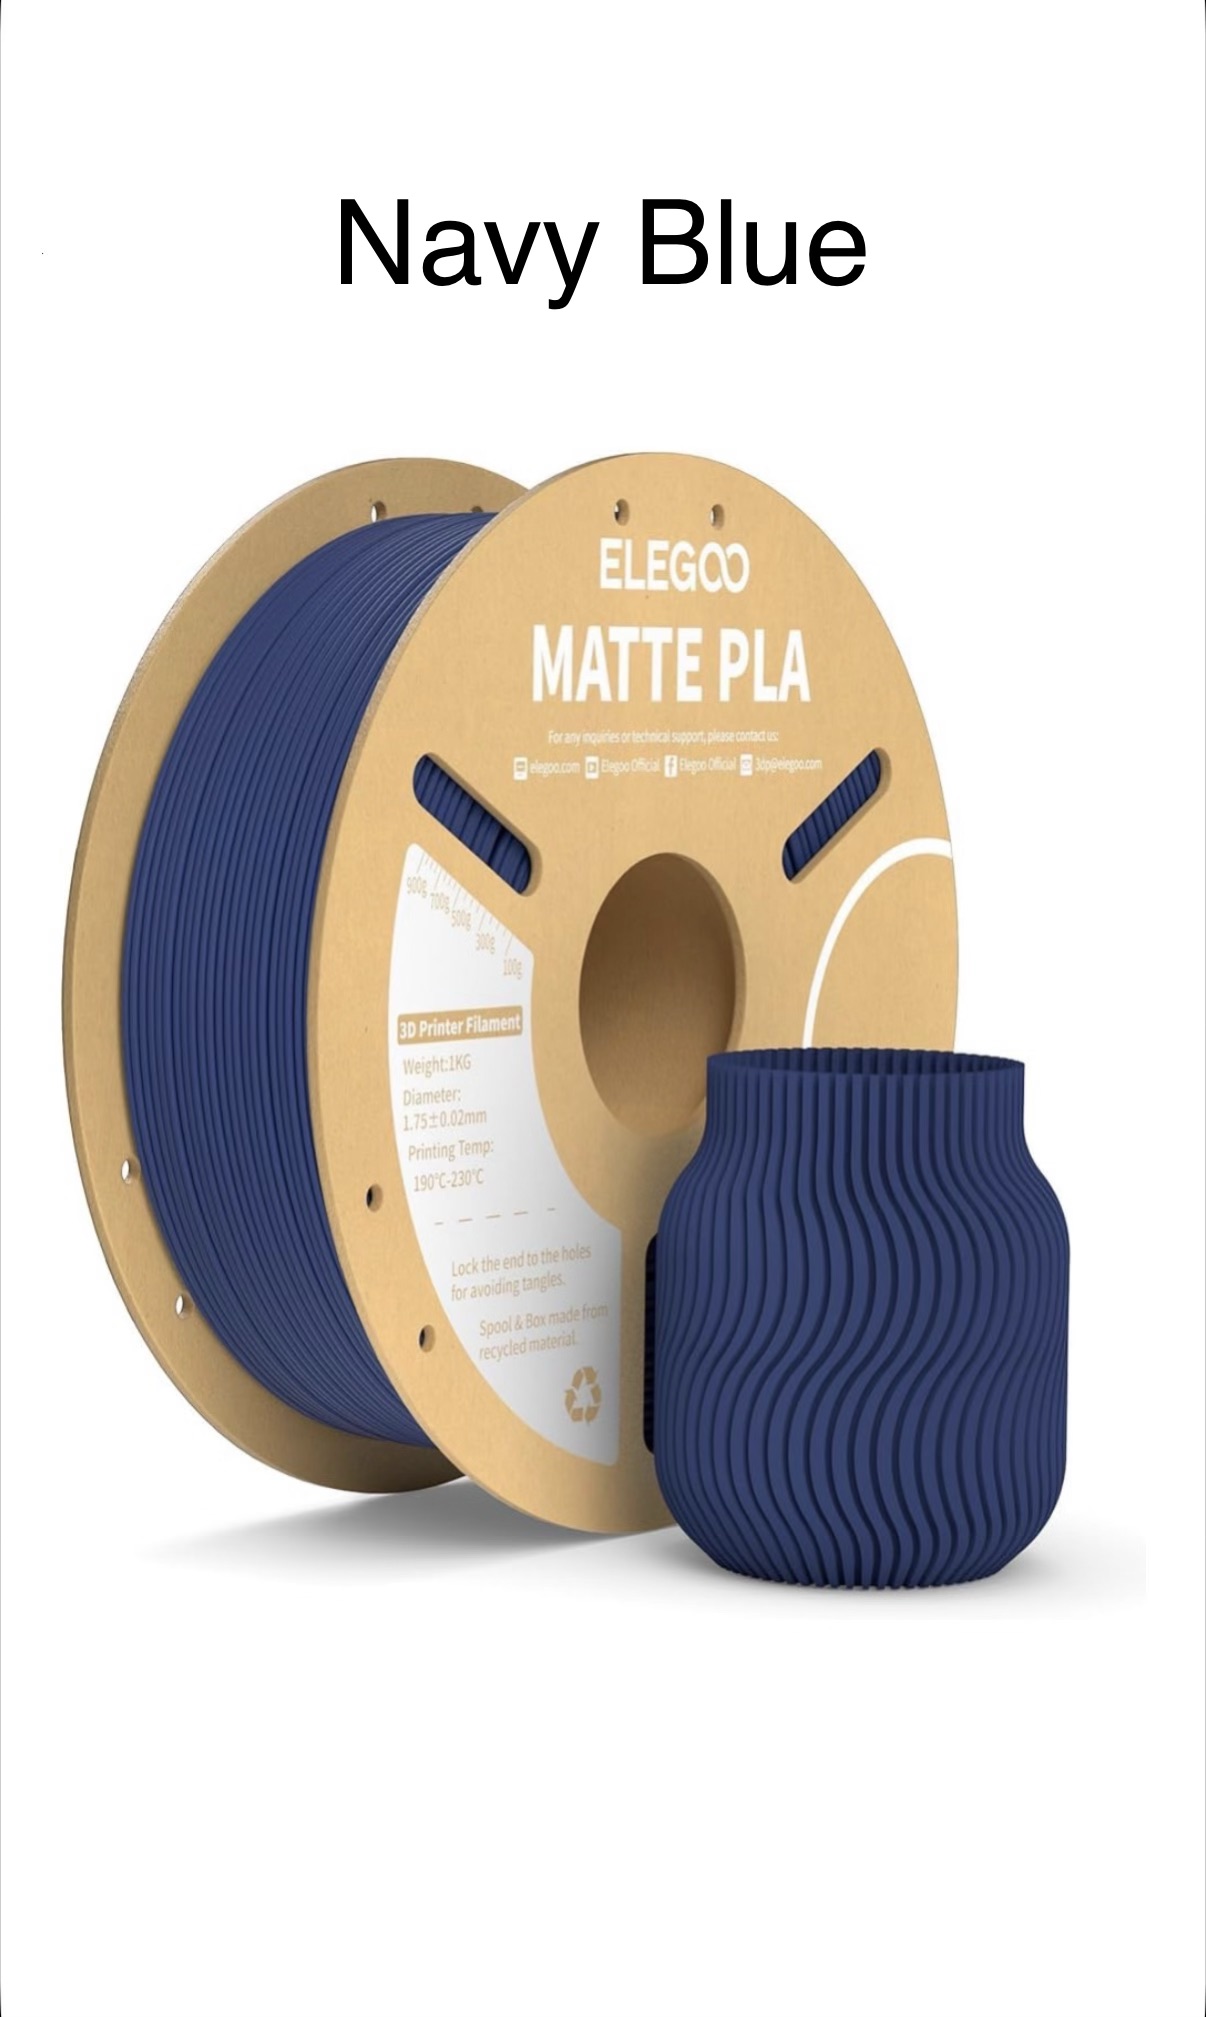 Navy Blue
ELEGOO
MATTE PLA
For any inquiries or technical support, please contact us:
elegoo.com Elegoo Official Elegoo Official 3dp@elegoo.com
900g
700g
500g
300g
100g
3D Printer Filament
Weight:1KG
Diameter:
1.75±0.02mm
Printing Temp:
190°C-230°C
Lock the end to the holes
for avoiding tangles.
Spool & Box made from
recycled material.